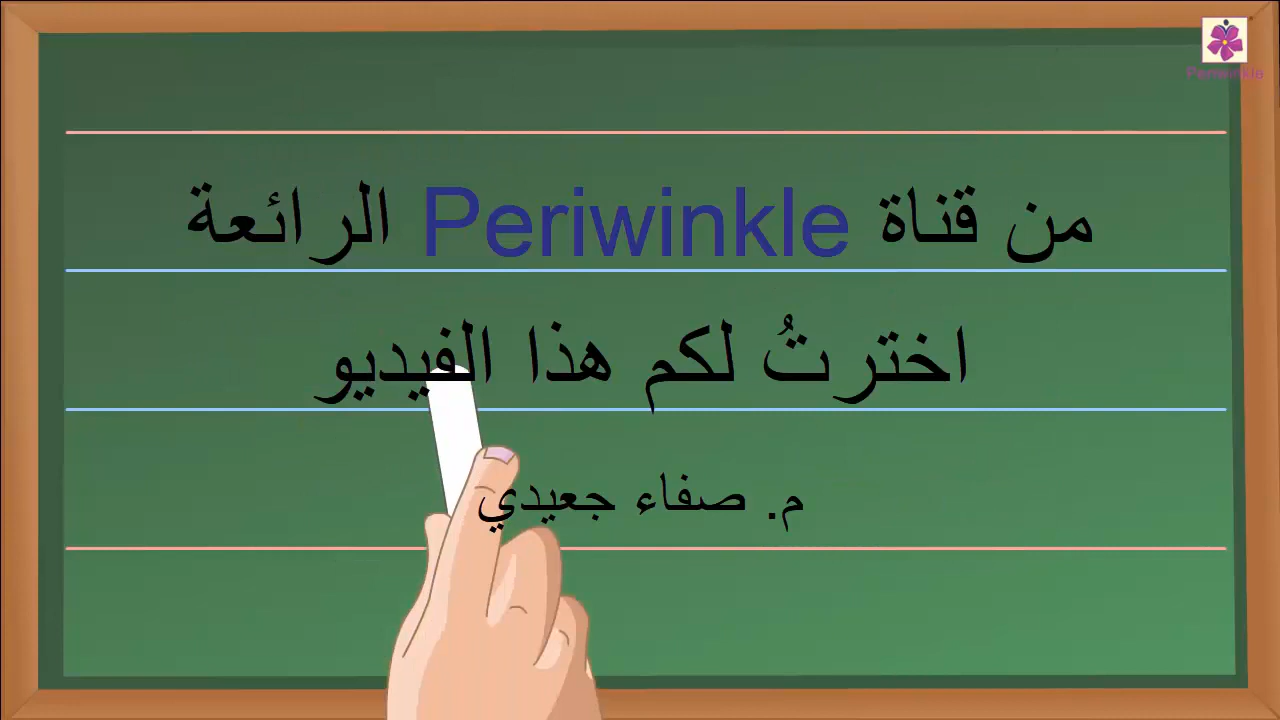 Periwinkle
من قناة Periwinkle الرائعة
اخترتُ لكم هذا الفيديو
م. صفاء جعيدي